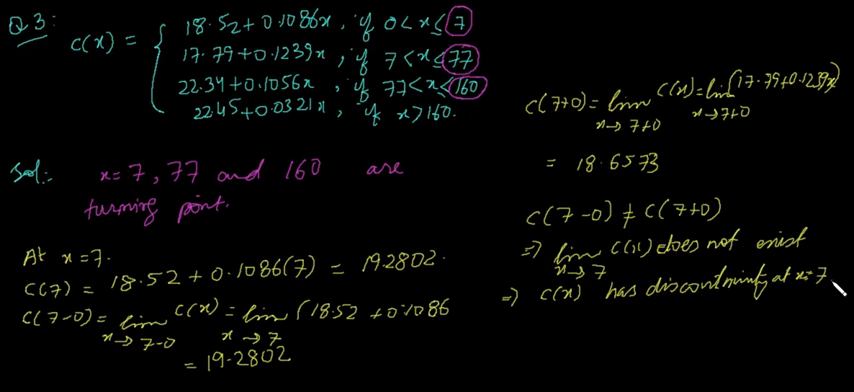 Q3:
C(x) = { 18.52+0.1086x, if 0<x≤7
17.79+0.1239x, if 7<x≤77
22.34+0.1056x, if 77<x≤160
22.45+0.0321x, if x>160.
Sol:- x=7, 77 and 160 are
turning point.
At x=7.
C(7) = 18.52+0.1086(7) = 19.2802.
C(7-0) = lim x→7-0 C(x) = lim x→7 (18.52+0.1086
= 19.2802
C(7+0) = lim x→7+0 C(x) = lim x→7+0 (17.79+0.1239x)
= 18.6573
C(7-0) ≠ C(7+0)
⇒ lim x→7 C(x) does not exist
⇒ C(x) has discontinuity at x=7